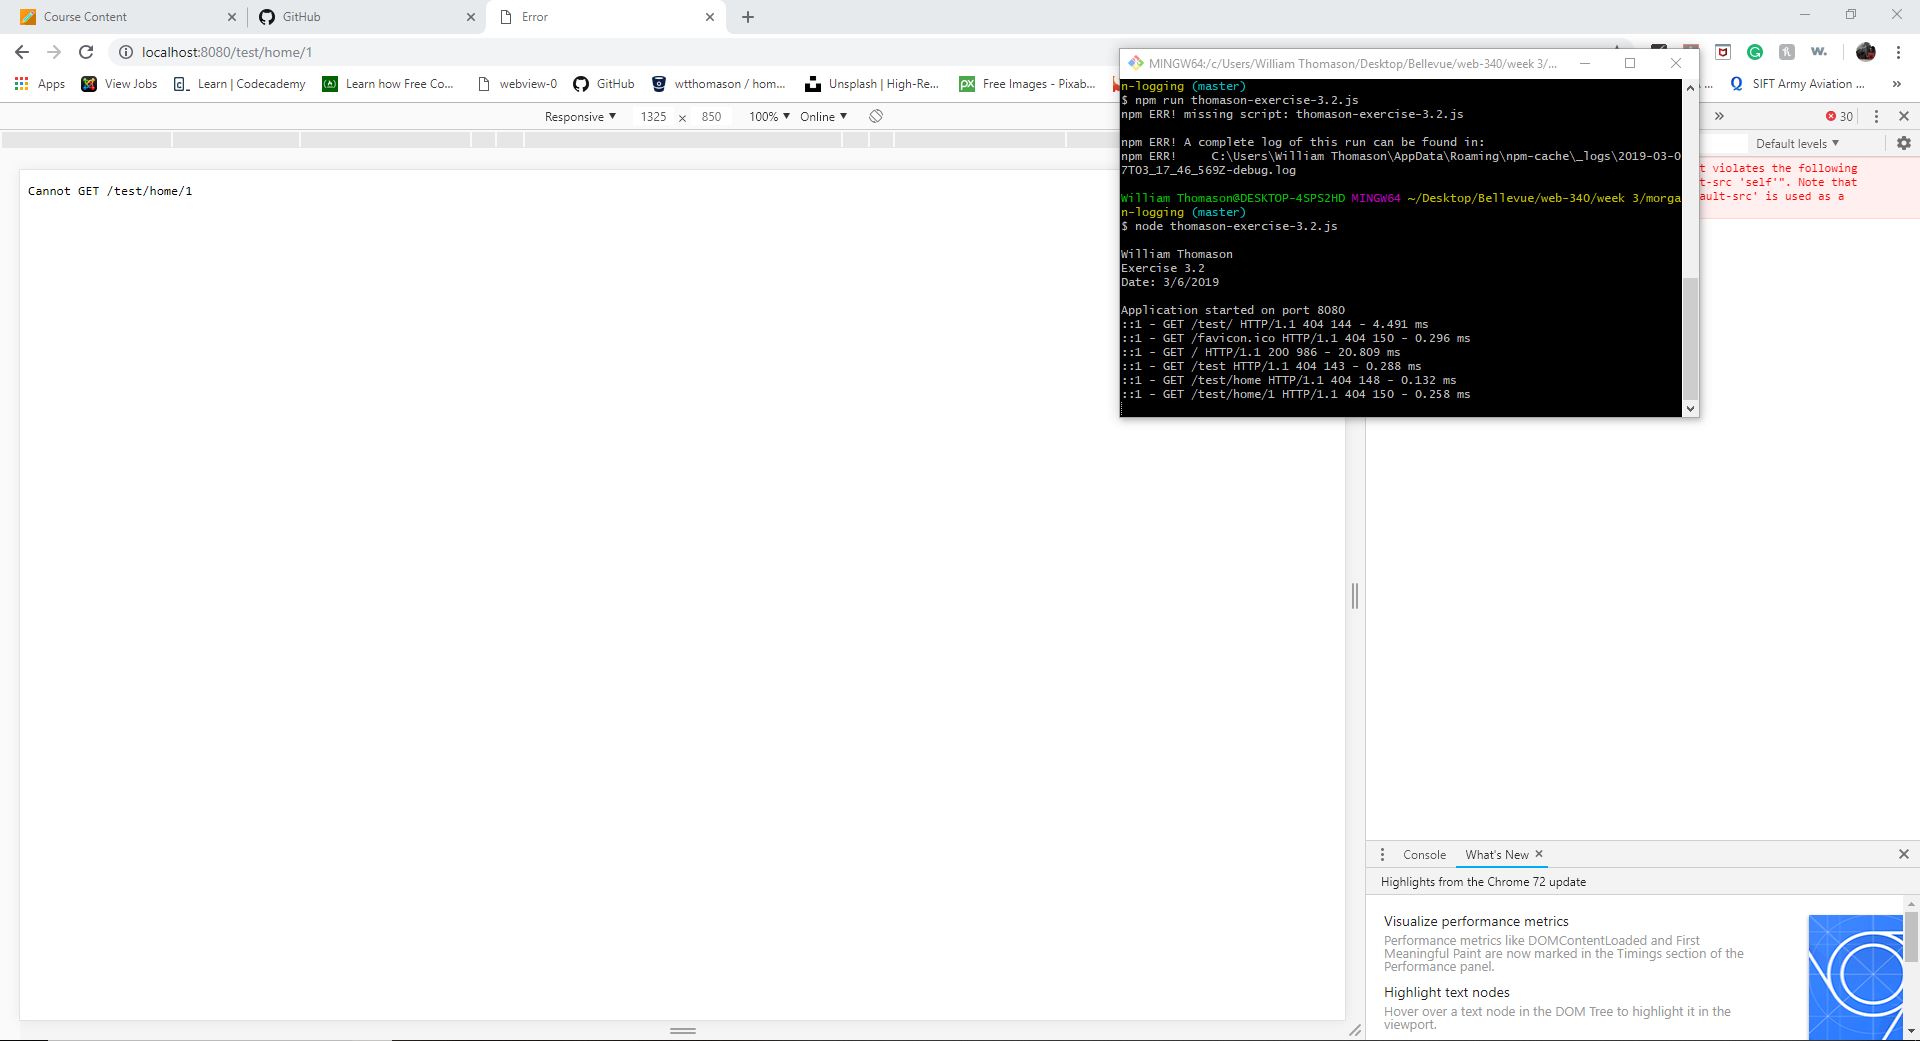 Course Content
GitHub
Error
localhost:8080/test/home/1
Apps
View Jobs
Learn | Codecademy
Learn how Free Co...
webview-0
GitHub
wtthomason / hom...
Unsplash | High-Re...
Free Images - Pixab...
...
SIFT Army Aviation ...
»
Responsive ▼
1325 x 850
100% ▼
Online ▼
»
30
Default levels ▼
t violates the following
t-src 'self'". Note that
ault-src' is used as a
Cannot GET /test/home/1
MINGW64:/c/Users/William Thomason/Desktop/Bellevue/web-340/week 3/...
n-logging (master)
$ npm run thomason-exercise-3.2.js
npm ERR! missing script: thomason-exercise-3.2.js
npm ERR! A complete log of this run can be found in:
npm ERR!     C:\Users\William Thomason\AppData\Roaming\npm-cache\_logs\2019-03-0
7T03_17_46_569Z-debug.log
William Thomason@DESKTOP-4SPS2HD MINGW64 ~/Desktop/Bellevue/web-340/week 3/morga
n-logging (master)
$ node thomason-exercise-3.2.js
William Thomason
Exercise 3.2
Date: 3/6/2019
Application started on port 8080
::1 - GET /test/ HTTP/1.1 404 144 - 4.491 ms
::1 - GET /favicon.ico HTTP/1.1 404 150 - 0.296 ms
::1 - GET / HTTP/1.1 200 986 - 20.809 ms
::1 - GET /test HTTP/1.1 404 143 - 0.288 ms
::1 - GET /test/home HTTP/1.1 404 148 - 0.132 ms
::1 - GET /test/home/1 HTTP/1.1 404 150 - 0.258 ms
Console
What's New
Highlights from the Chrome 72 update
Visualize performance metrics
Performance metrics like DOMContentLoaded and First
Meaningful Paint are now marked in the Timings section of the
Performance panel.
Highlight text nodes
Hover over a text node in the DOM Tree to highlight it in the
viewport.